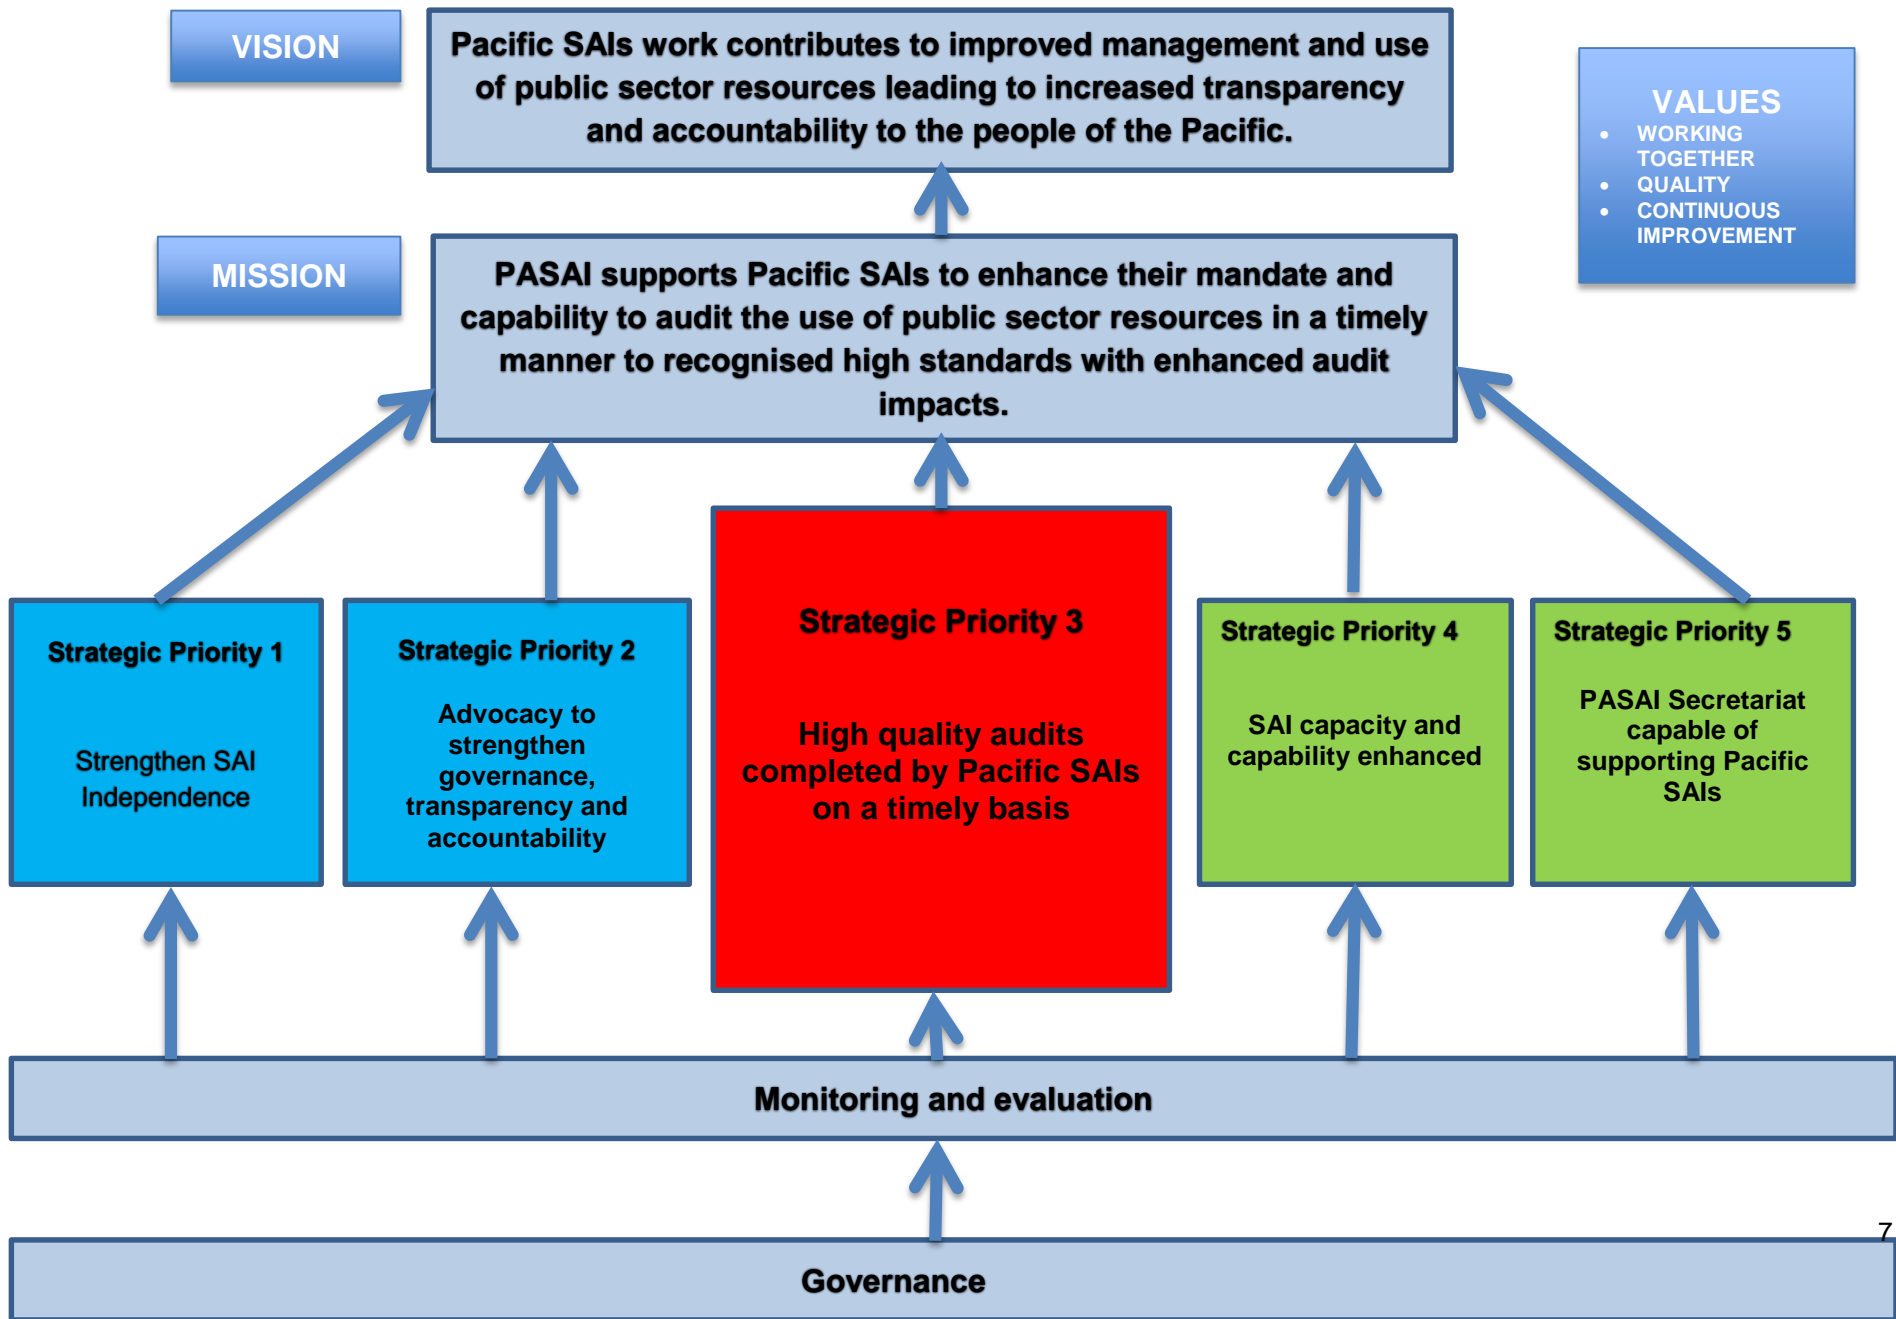 VISION
Pacific SAIs work contributes to improved management and use
of public sector resources leading to increased transparency
and accountability to the people of the Pacific.
VALUES
• WORKING
TOGETHER
• QUALITY
• CONTINUOUS
IMPROVEMENT
MISSION
PASAI supports Pacific SAIs to enhance their mandate and
capability to audit the use of public sector resources in a timely
manner to recognised high standards with enhanced audit
impacts.
Strategic Priority 1
Strengthen SAI
Independence
Strategic Priority 2
Advocacy to
strengthen
governance,
transparency and
accountability
Strategic Priority 3
High quality audits
completed by Pacific SAIs
on a timely basis
Strategic Priority 4
SAI capacity and
capability enhanced
Strategic Priority 5
PASAI Secretariat
capable of
supporting Pacific
SAIs
Monitoring and evaluation
7
Governance